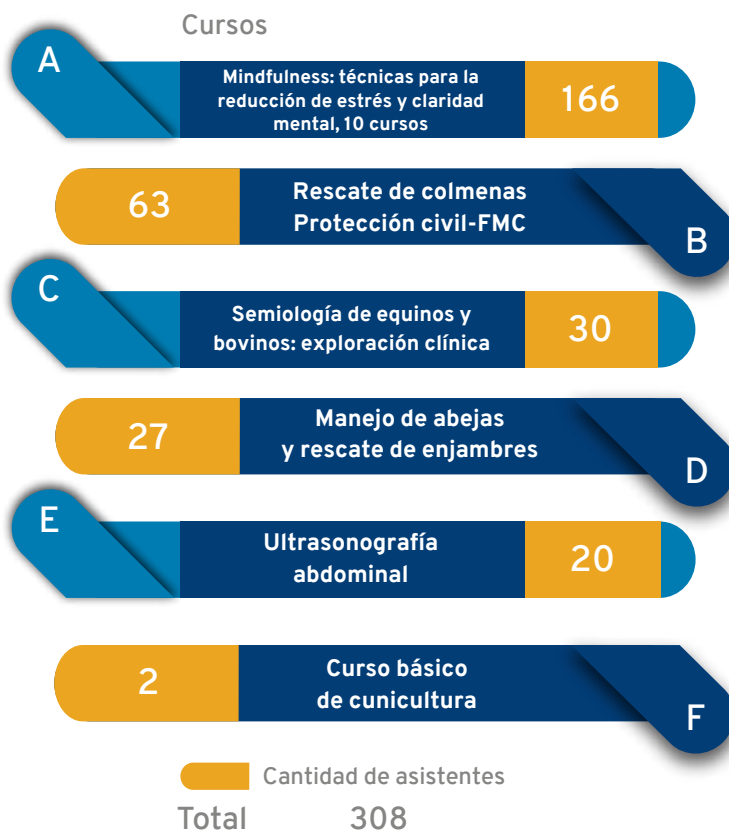 Cursos
A
Mindfulness: técnicas para la
reducción de estrés y claridad
mental, 10 cursos
166
63
Rescate de colmenas
Protección civil-FMC
B
C
Semiología de equinos y
bovinos: exploración clínica
30
27
Manejo de abejas
y rescate de enjambres
D
E
Ultrasonografía
abdominal
20
2
Curso básico
de cunicultura
F
Cantidad de asistentes
Total 308